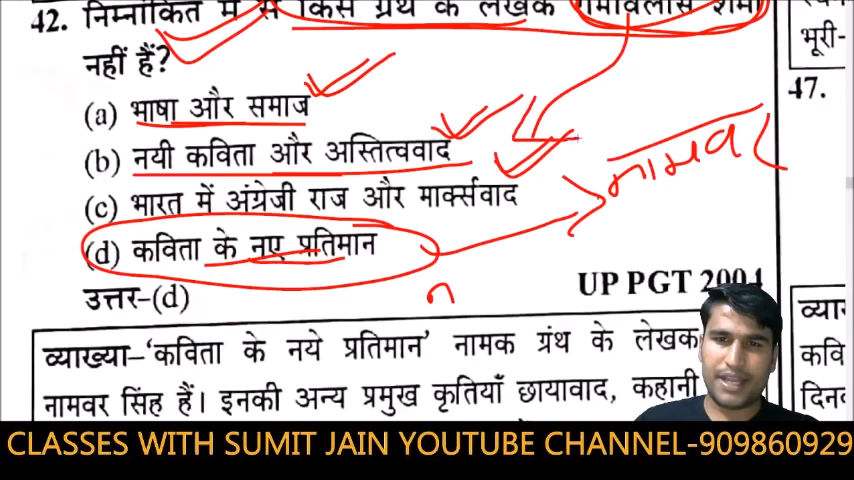 42. निम्नांकित में से किस ग्रंथ के लेखक रामविलास शर्मा
नहीं हैं?
(a) भाषा और समाज
(b) नयी कविता और अस्तित्ववाद
(c) भारत में अंग्रेजी राज और मार्क्सवाद
(d) कविता के नए प्रतिमान
नामवर
उत्तर-(d)
UP PGT 2004
व्याख्या-'कविता के नये प्रतिमान' नामक ग्रंथ के लेखक
नामवर सिंह हैं। इनकी अन्य प्रमुख कृतियाँ छायावाद, कहानी
भूरी-
47.
CLASSES WITH SUMIT JAIN YOUTUBE CHANNEL-909860929